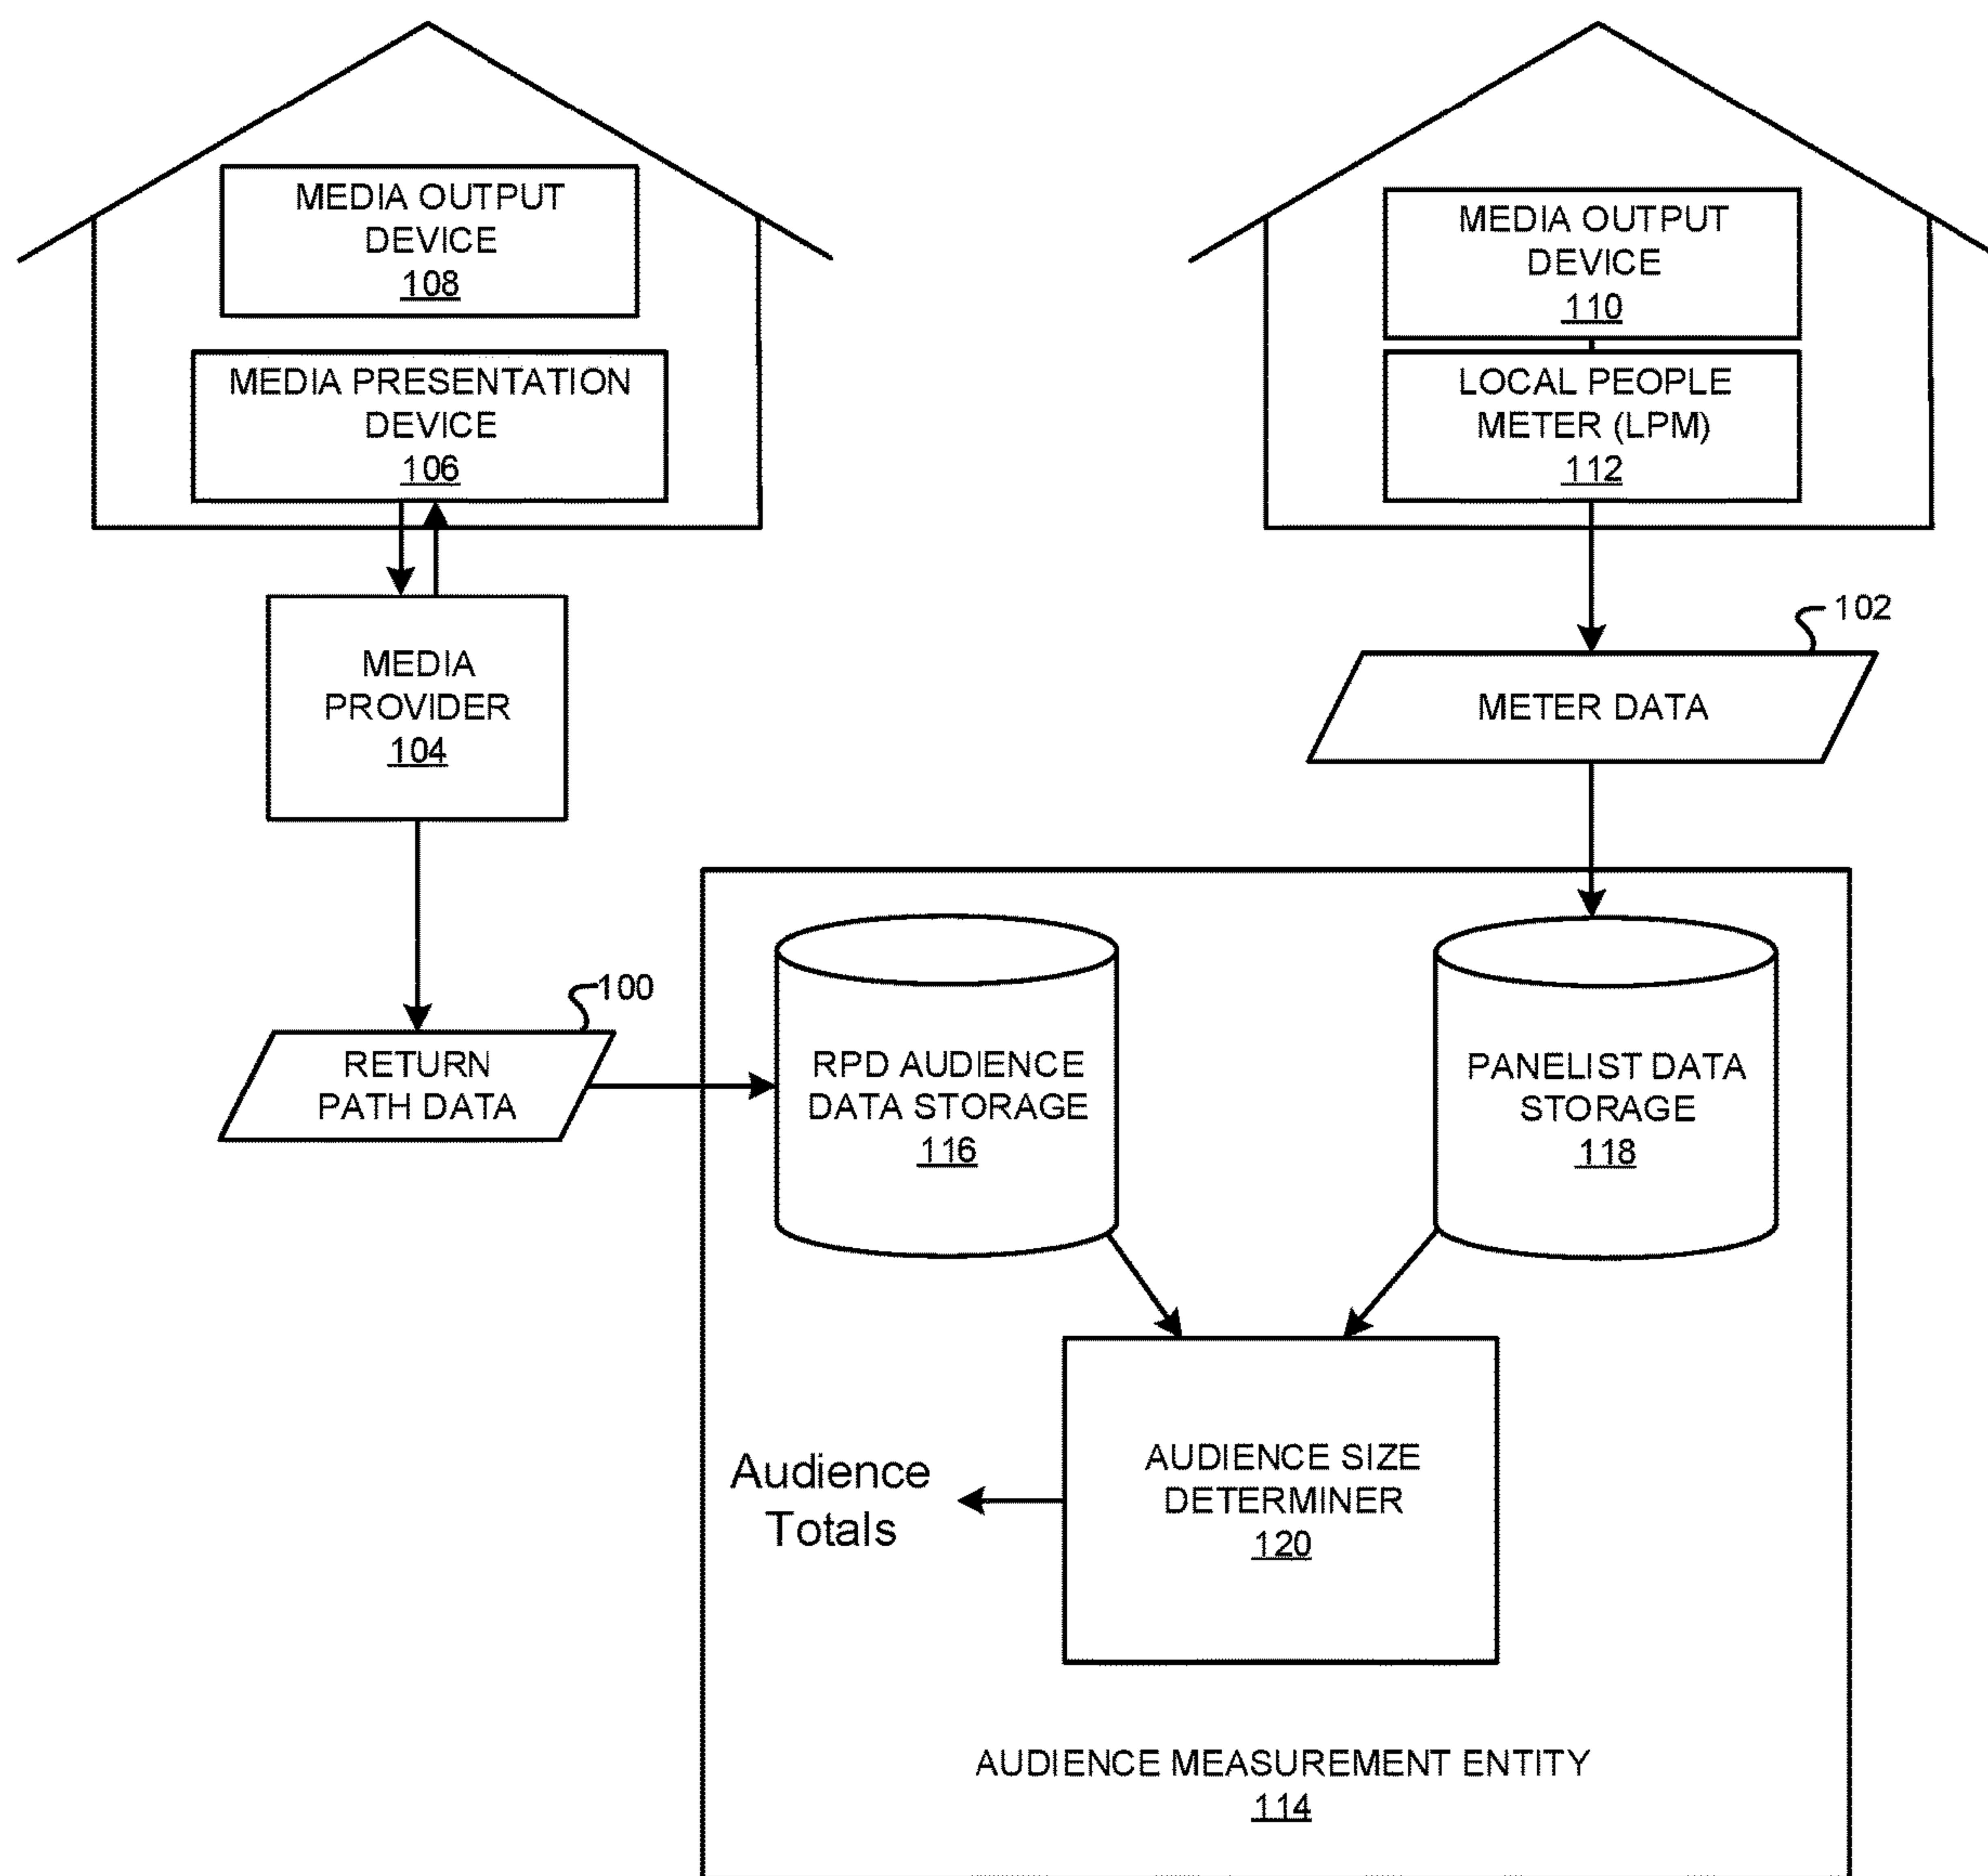 MEDIA OUTPUT
DEVICE
108
MEDIA PRESENTATION
DEVICE
106
MEDIA OUTPUT
DEVICE
110
LOCAL PEOPLE
METER (LPM)
112
MEDIA
PROVIDER
104
102
METER DATA
100
RETURN
PATH DATA
RPD AUDIENCE
DATA STORAGE
116
PANELIST DATA
STORAGE
118
Audience
Totals
AUDIENCE SIZE
DETERMINER
120
AUDIENCE MEASUREMENT ENTITY
114